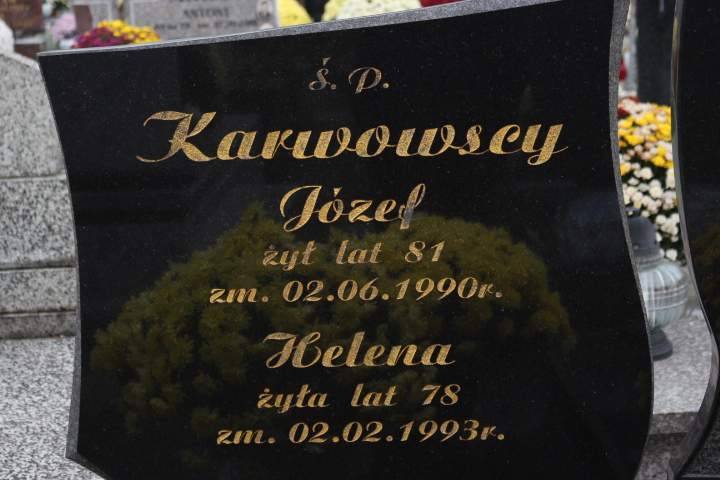 Ś. P.
Karwowscy
Józef
żył lat 81
zm. 02.06.1990r.
Helena
żyła lat 78
zm. 02.02.1993r.